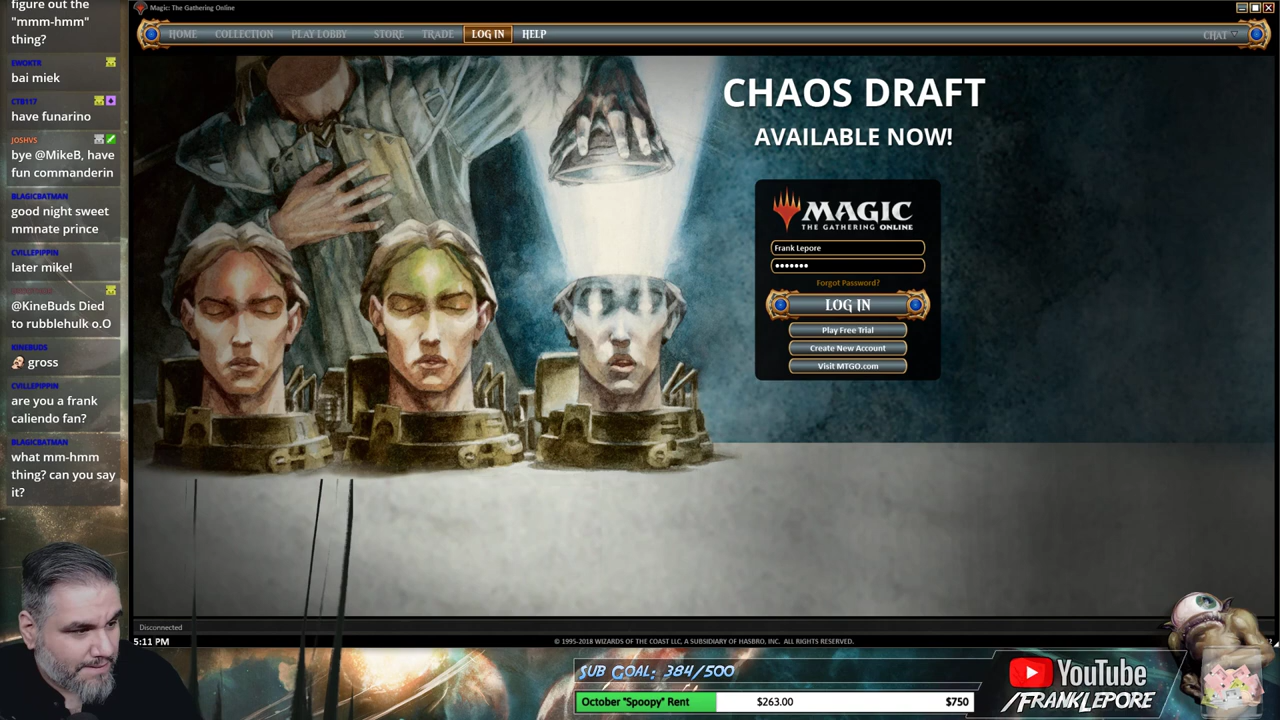 figure out the
"mmm-hmm"
thing?
EWOKTR
bai miek
CTB117
have funarino
JOSHVS
bye @MikeB, have
fun commanderin
BLAGICBATMAN
good night sweet
mmnate prince
CVILLEPIPPIN
later mike!
@KineBuds Died
to rubblehulk o.O
KINEBUDS
gross
CVILLEPIPPIN
are you a frank
caliendo fan?
BLAGICBATMAN
what mm-hmm
thing? can you say
it?
Magic: The Gathering Online
HOME COLLECTION PLAY LOBBY STORE TRADE LOG IN HELP
CHAT
CHAOS DRAFT
AVAILABLE NOW!
MAGIC
THE GATHERING ONLINE
Frank Lepore
•••••••
Forgot Password?
LOG IN
Play Free Trial
Create New Account
Visit MTGO.com
Disconnected
5:11 PM
© 1995-2018 WIZARDS OF THE COAST LLC, A SUBSIDIARY OF HASBRO, INC. ALL RIGHTS RESERVED.
SUB GOAL: 384/500
October "Spoopy" Rent $263.00 $750
YouTube
/FRANKLEPORE